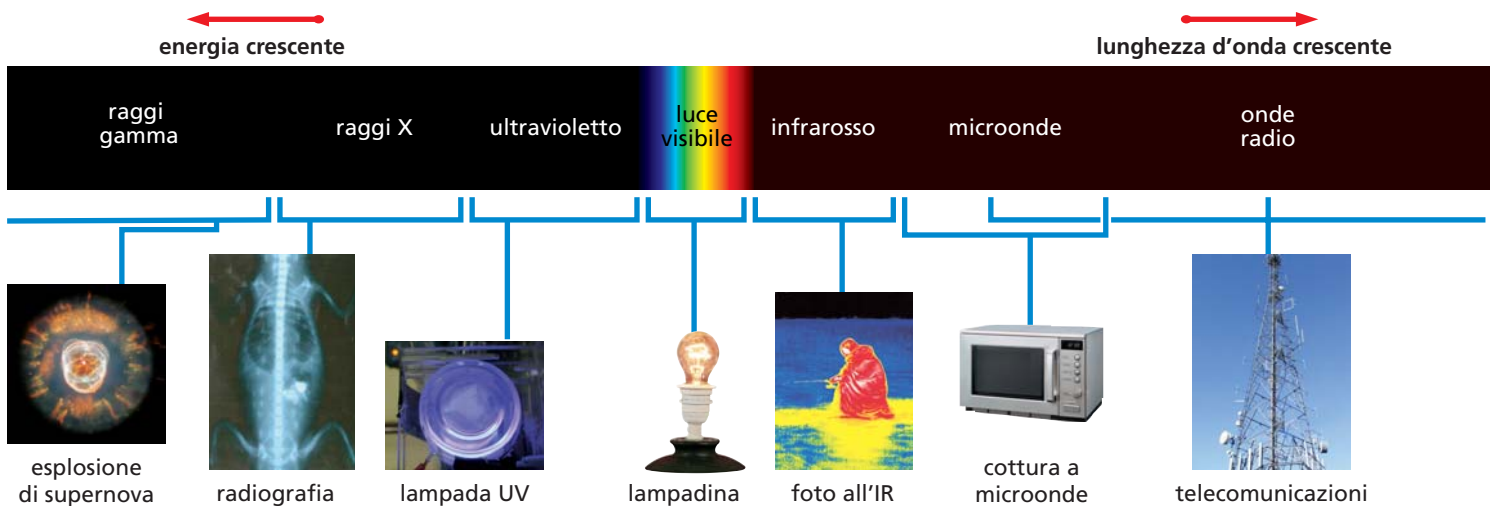 energia crescente
lunghezza d'onda crescente
raggi
gamma
raggi X
ultravioletto
luce
visibile
infrarosso
microonde
onde
radio
esplosione
di supernova
radiografia
lampada UV
lampadina
foto all'IR
cottura a
microonde
telecomunicazioni